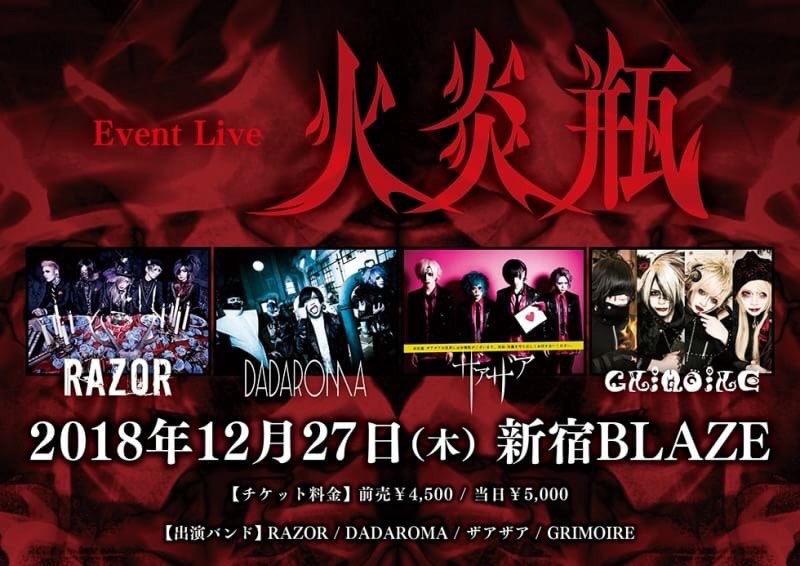 Event Live 火炎瓶
RAZOR
DADAROMA
ザアザア
GRIMOIRE
2018年12月27日(木) 新宿BLAZE
【チケット料金】前売¥4,500 / 当日¥5,000
【出演バンド】RAZOR / DADAROMA / ザアザア / GRIMOIRE